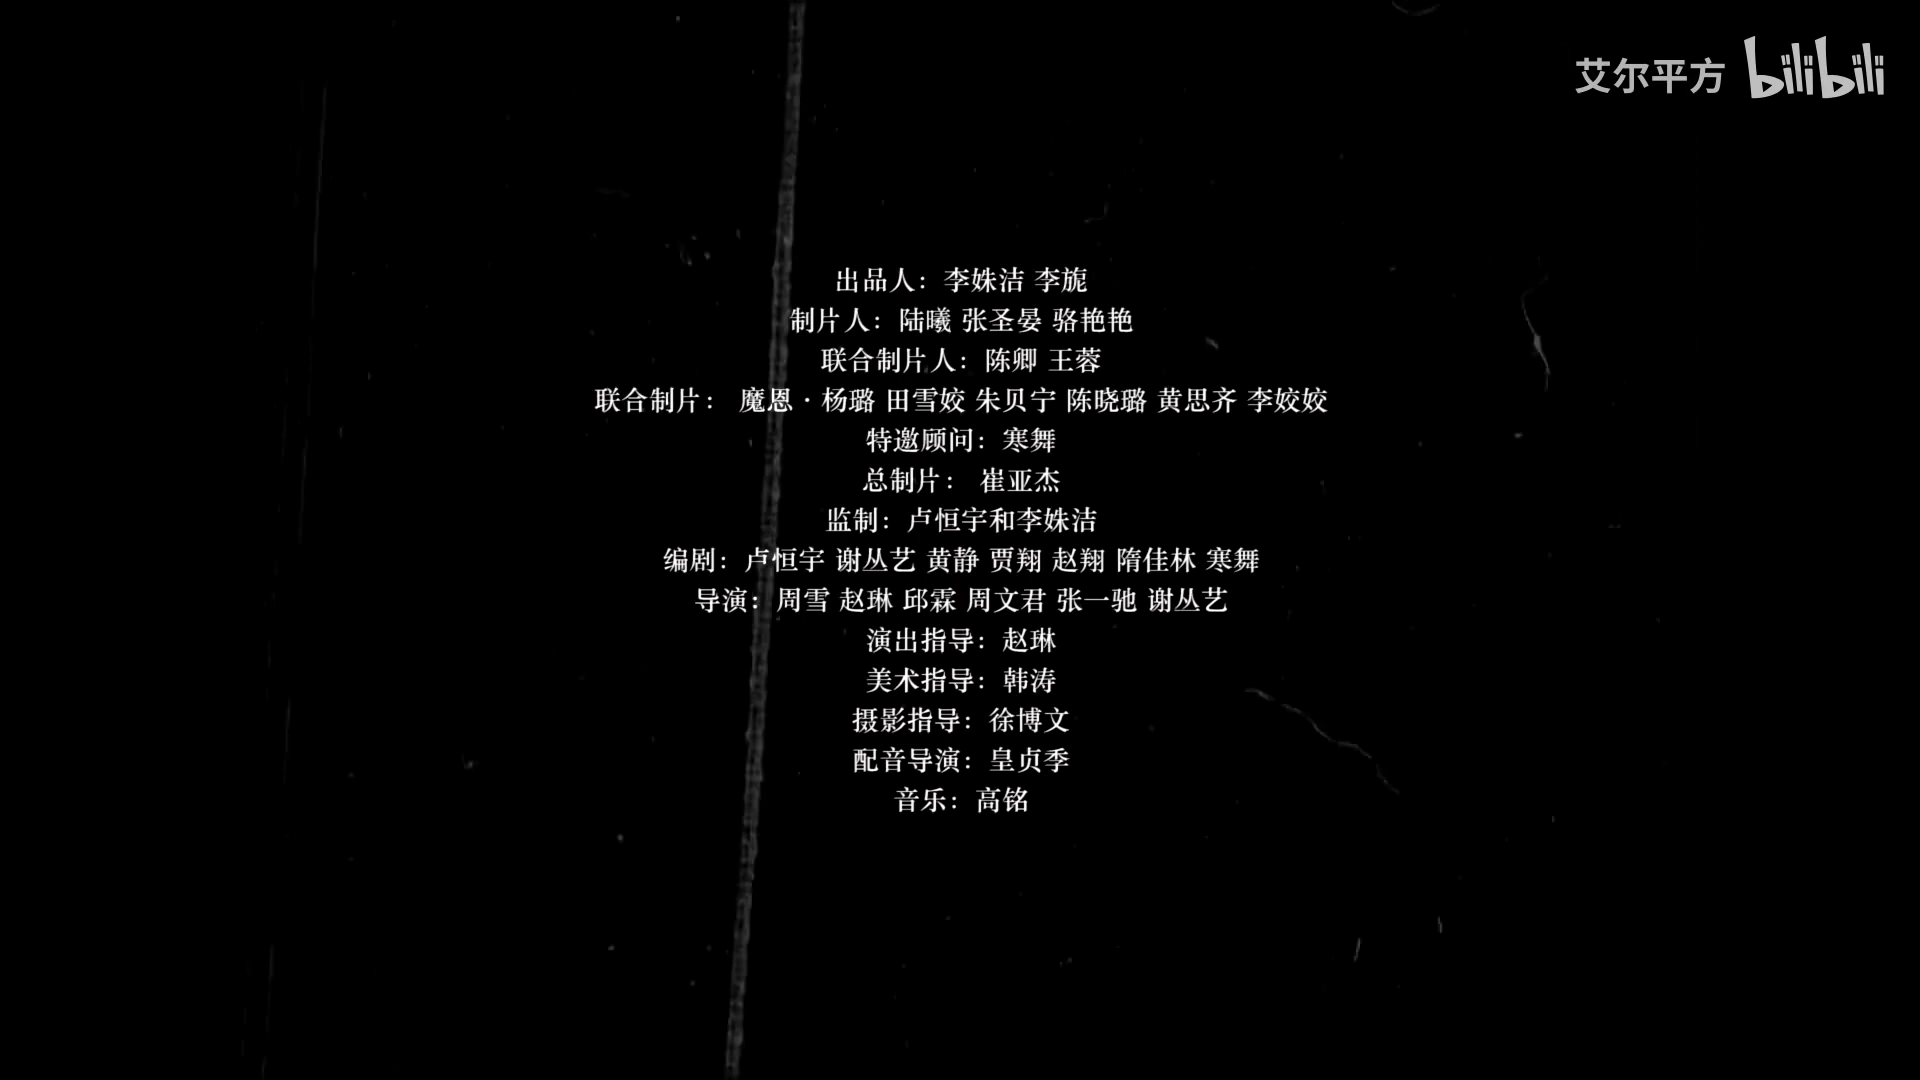 艾尔平方 bilibili
出品人：李姝洁 李旎
制片人：陆曦 张圣晏 骆艳艳
联合制片人：陈卿 王蓉
联合制片： 魔恩·杨璐 田雪姣 朱贝宁 陈晓璐 黄思齐 李姣姣
特邀顾问：寒舞
总制片： 崔亚杰
监制：卢恒宇和李姝洁
编剧：卢恒宇 谢丛艺 黄静 贾翔 赵翔 隋佳林 寒舞
导演：周雪 赵琳 邱霖 周文君 张一驰 谢丛艺
演出指导：赵琳
美术指导：韩涛
摄影指导：徐博文
配音导演：皇贞季
音乐：高铭